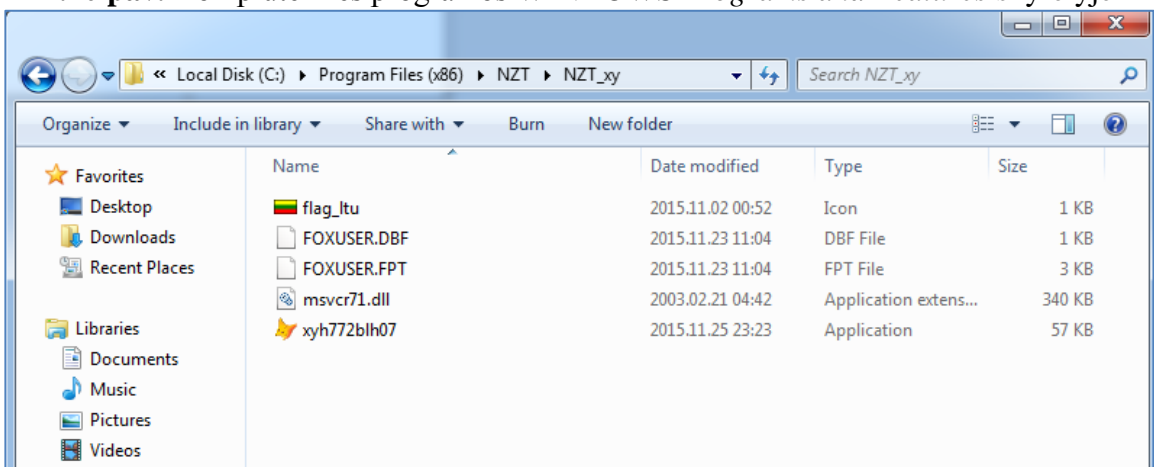 « Local Disk (C:) ▸ Program Files (x86) ▸ NZT ▸ NZT_xy
Search NZT_xy
Organize Include in library Share with Burn New folder
Name Date modified Type Size
Favorites
Desktop
Downloads
Recent Places
Libraries
Documents
Music
Pictures
Videos
flag_ltu 2015.11.02 00:52 Icon 1 KB
FOXUSER.DBF 2015.11.23 11:04 DBF File 1 KB
FOXUSER.FPT 2015.11.23 11:04 FPT File 3 KB
msvcr71.dll 2003.02.21 04:42 Application extens... 340 KB
xyh772blh07 2015.11.25 23:23 Application 57 KB